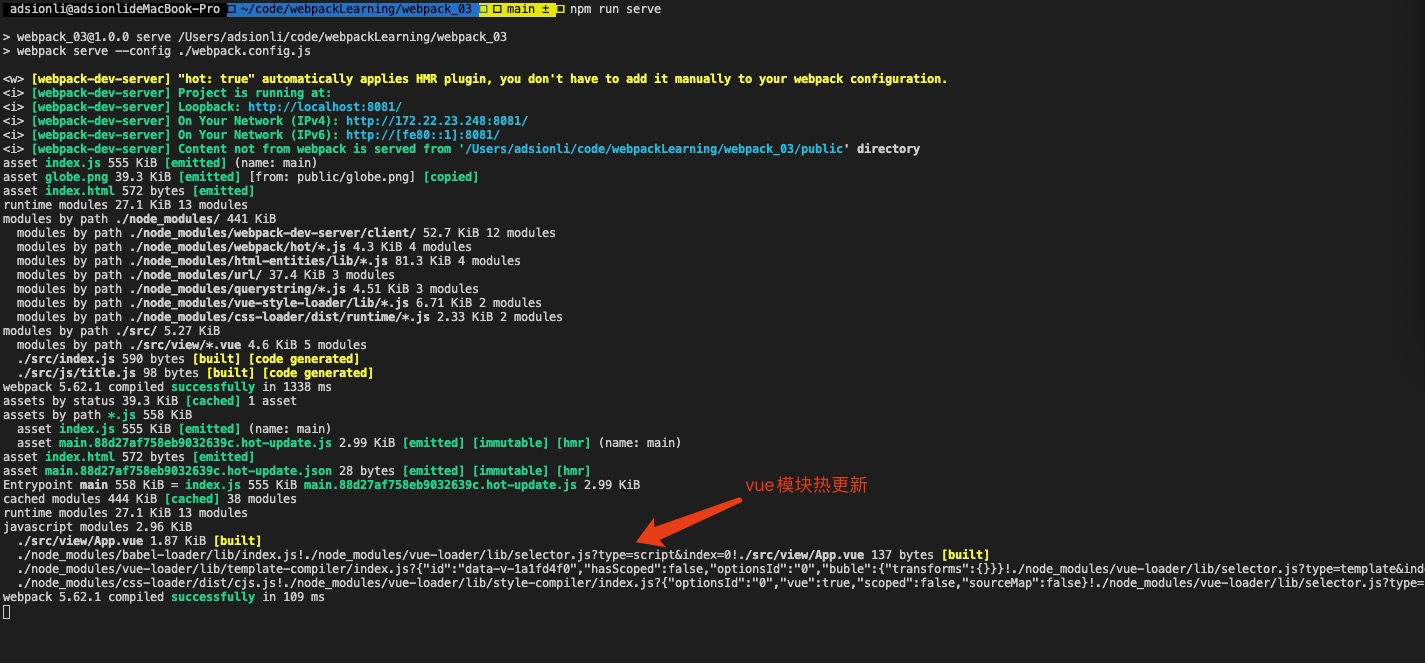 adsionli@adsionlideMacBook-Pro ~/code/webpackLearning/webpack_03 main ± npm run serve
> webpack_03@1.0.0 serve /Users/adsionli/code/webpackLearning/webpack_03
> webpack serve --config ./webpack.config.js
<w> [webpack-dev-server] "hot: true" automatically applies HMR plugin, you don't have to add it manually to your webpack configuration.
<i> [webpack-dev-server] Project is running at:
<i> [webpack-dev-server] Loopback: http://localhost:8081/
<i> [webpack-dev-server] On Your Network (IPv4): http://172.22.23.248:8081/
<i> [webpack-dev-server] On Your Network (IPv6): http://[fe80::1]:8081/
<i> [webpack-dev-server] Content not from webpack is served from '/Users/adsionli/code/webpackLearning/webpack_03/public' directory
asset index.js 555 KiB [emitted] (name: main)
asset globe.png 39.3 KiB [emitted] [from: public/globe.png] [copied]
asset index.html 572 bytes [emitted]
runtime modules 27.1 KiB 13 modules
modules by path ./node_modules/ 441 KiB
modules by path ./node_modules/webpack-dev-server/client/ 52.7 KiB 12 modules
modules by path ./node_modules/webpack/hot/*.js 4.3 KiB 4 modules
modules by path ./node_modules/html-entities/lib/*.js 81.3 KiB 4 modules
modules by path ./node_modules/url/ 37.4 KiB 3 modules
modules by path ./node_modules/querystring/*.js 4.51 KiB 3 modules
modules by path ./node_modules/vue-style-loader/lib/*.js 6.71 KiB 2 modules
modules by path ./node_modules/css-loader/dist/runtime/*.js 2.33 KiB 2 modules
modules by path ./src/ 5.27 KiB
modules by path ./src/view/*.vue 4.6 KiB 5 modules
./src/index.js 590 bytes [built] [code generated]
./src/js/title.js 98 bytes [built] [code generated]
webpack 5.62.1 compiled successfully in 1338 ms
assets by status 39.3 KiB [cached] 1 asset
assets by path *.js 558 KiB
asset index.js 555 KiB [emitted] (name: main)
asset main.88d27af758eb9032639c.hot-update.js 2.99 KiB [emitted] [immutable] [hmr] (name: main)
asset index.html 572 bytes [emitted]
asset main.88d27af758eb9032639c.hot-update.json 28 bytes [emitted] [immutable] [hmr]
Entrypoint main 558 KiB = index.js 555 KiB main.88d27af758eb9032639c.hot-update.js 2.99 KiB
vue模块热更新
cached modules 444 KiB [cached] 38 modules
runtime modules 27.1 KiB 13 modules
javascript modules 2.96 KiB
./src/view/App.vue 1.87 KiB [built]
./node_modules/babel-loader/lib/index.js!./node_modules/vue-loader/lib/selector.js?type=script&index=0!./src/view/App.vue 137 bytes [built]
./node_modules/vue-loader/lib/template-compiler/index.js?{"id":"data-v-1a1fd4f0","hasScoped":false,"optionsId":"0","buble":{"transforms":{}}}!./node_modules/vue-loader/lib/selector.js?type=template&ind
./node_modules/css-loader/dist/cjs.js!./node_modules/vue-loader/lib/style-compiler/index.js?{"optionsId":"0","vue":true,"scoped":false,"sourceMap":false}!./node_modules/vue-loader/lib/selector.js?type=
webpack 5.62.1 compiled successfully in 109 ms